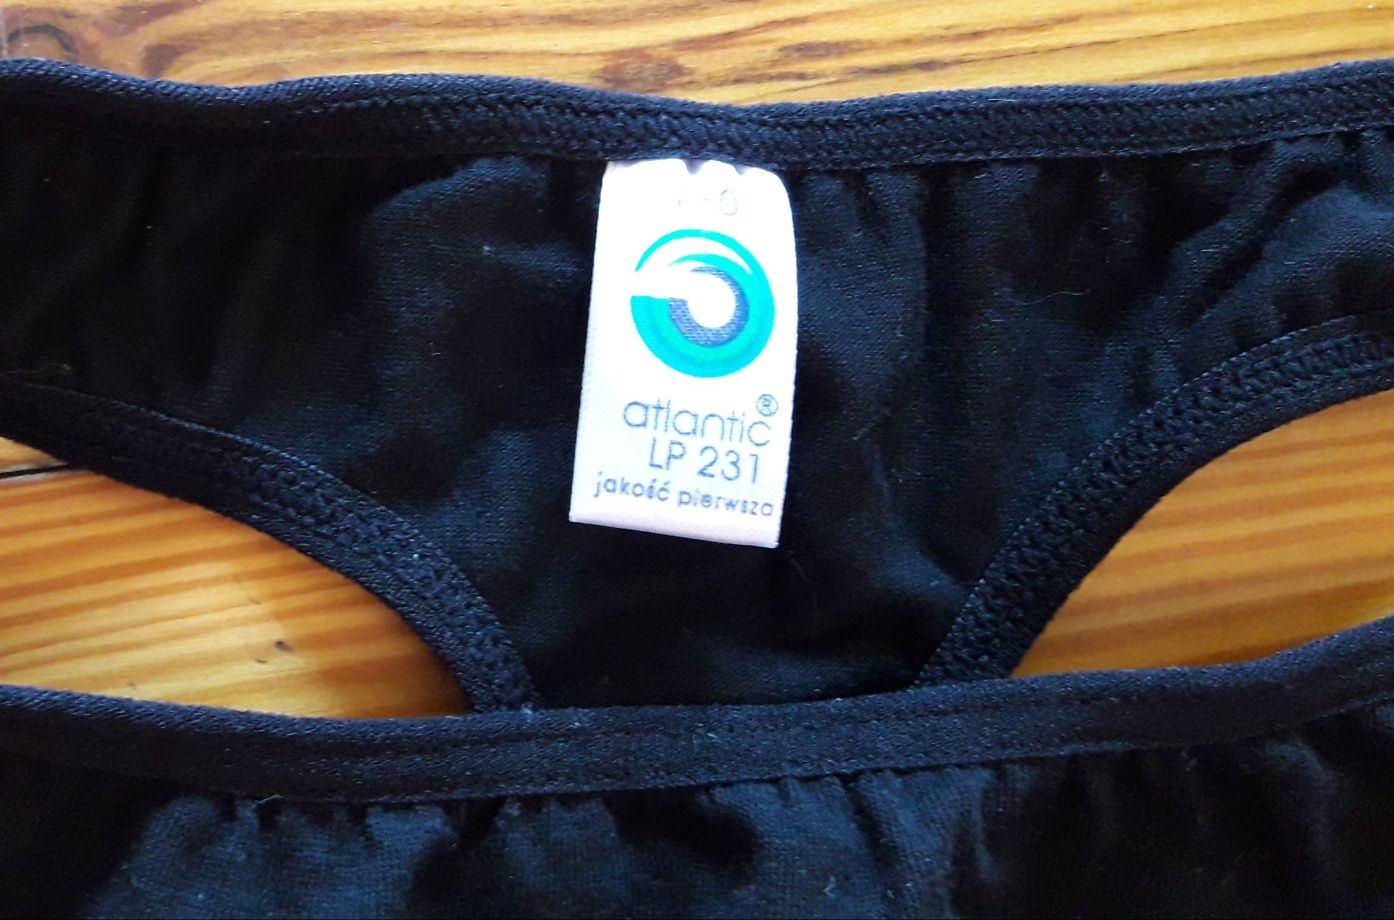 atlantic®
LP 231
jakość pierwsza